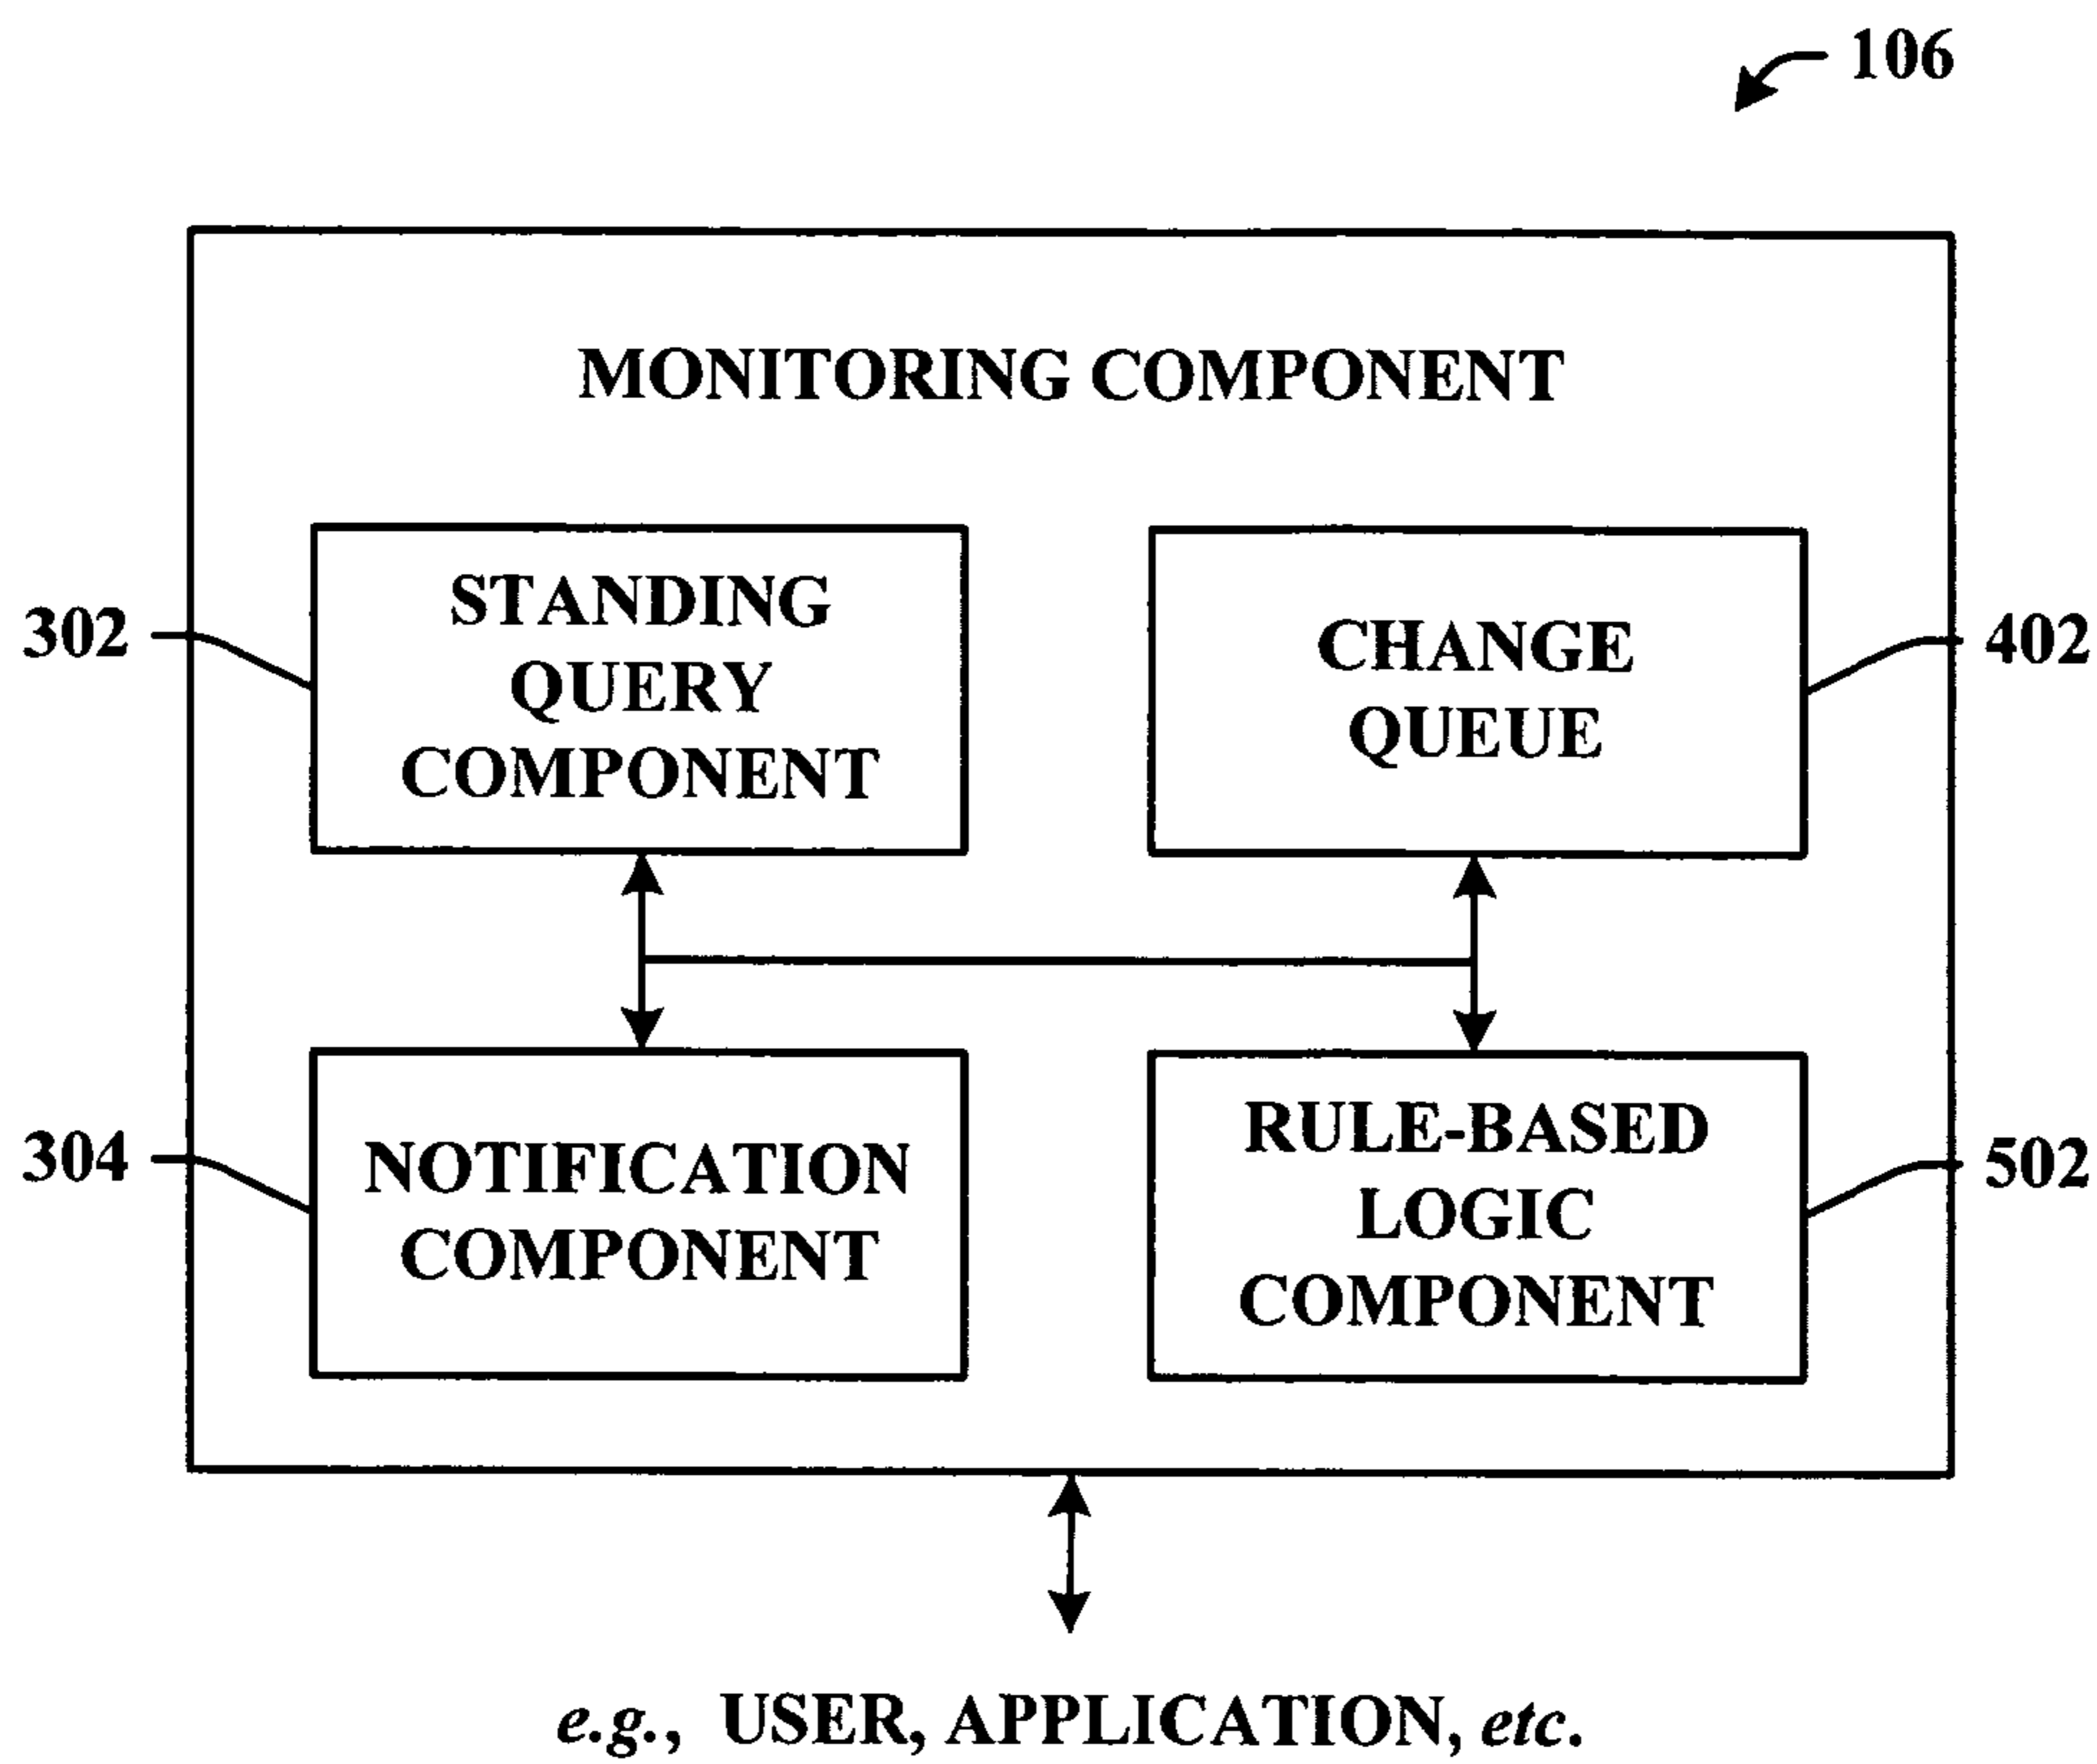 106
MONITORING COMPONENT
STANDING
QUERY
COMPONENT
302
CHANGE
QUEUE
402
NOTIFICATION
COMPONENT
304
RULE-BASED
LOGIC
COMPONENT
502
e.g., USER, APPLICATION, etc.